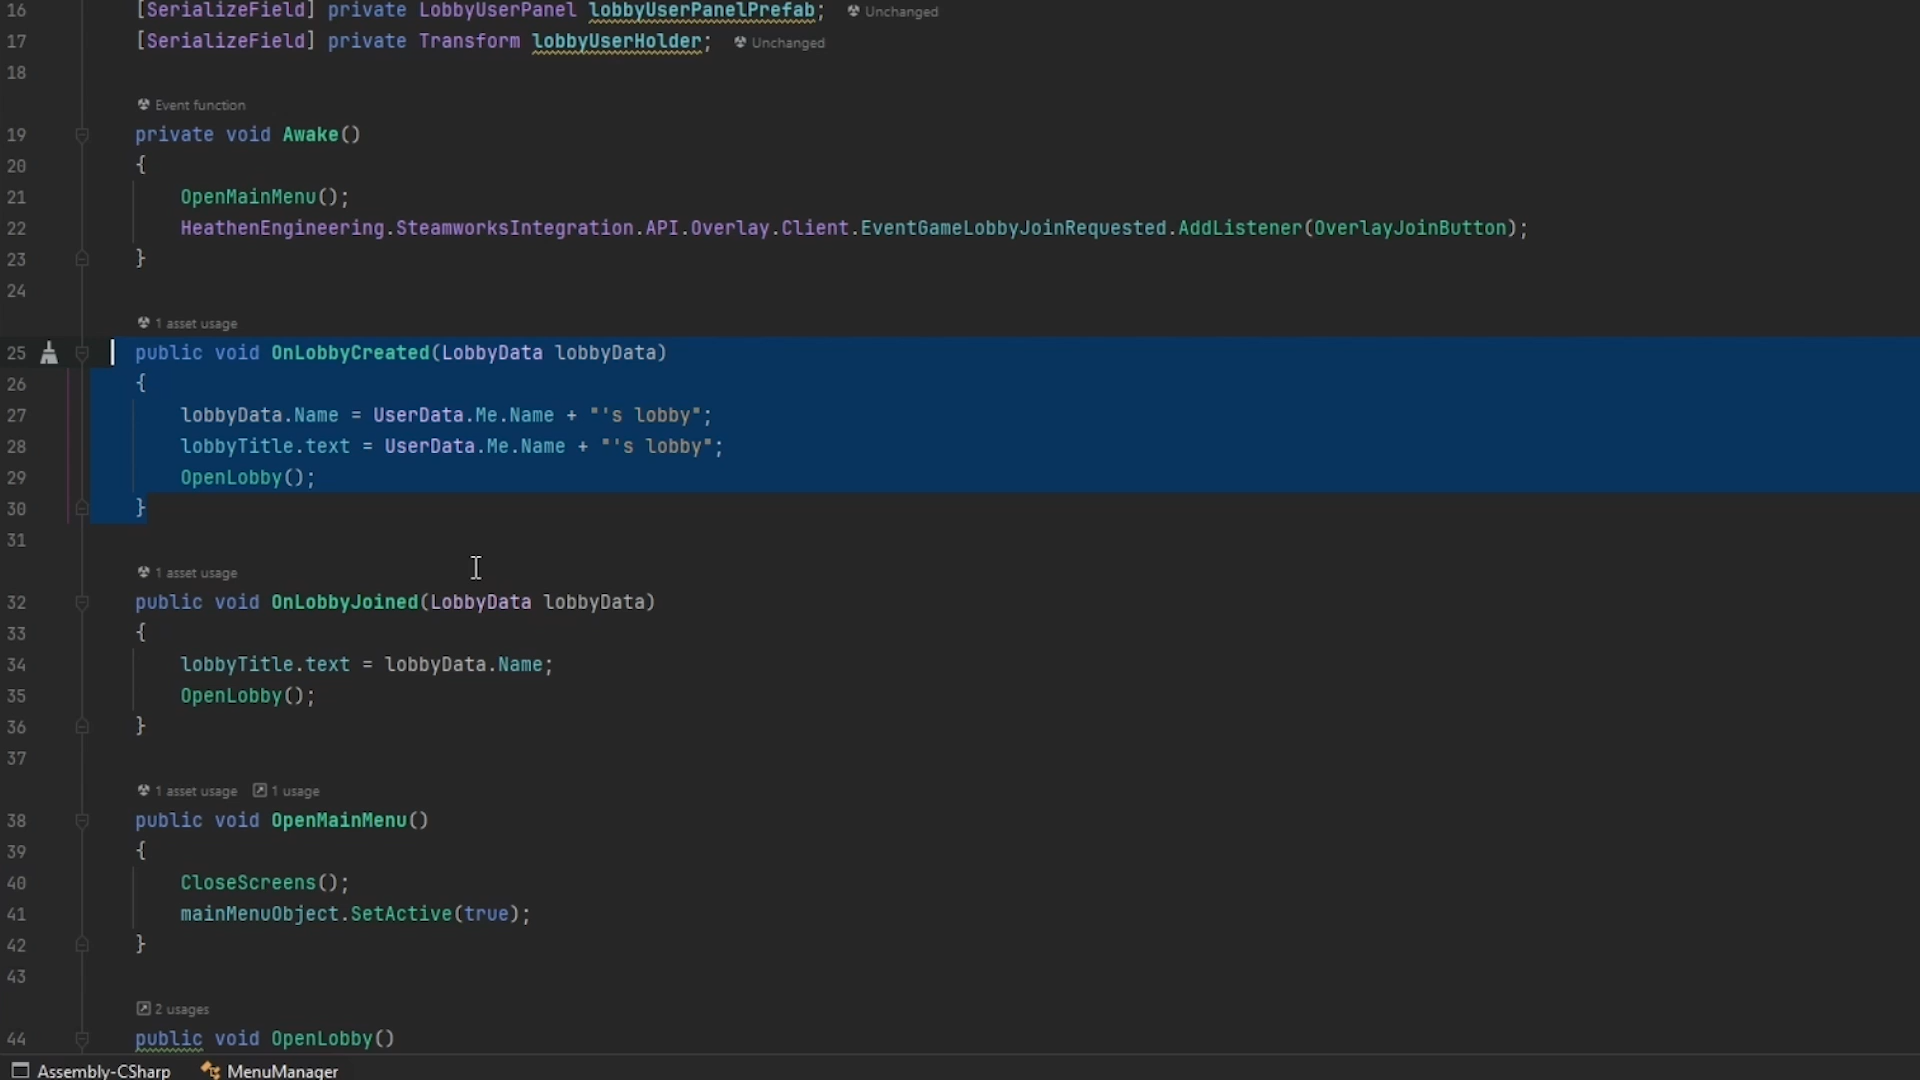 16 [SerializeField] private LobbyUserPanel lobbyUserPanelPrefab; Unchanged
17 [SerializeField] private Transform lobbyUserHolder; Unchanged
18
Event function
19 private void Awake()
20 {
21 OpenMainMenu();
22 HeathenEngineering.SteamworksIntegration.API.Overlay.Client.EventGameLobbyJoinRequested.AddListener(OverlayJoinButton);
23 }
24
1 asset usage
25 public void OnLobbyCreated(LobbyData lobbyData)
26 {
27 lobbyData.Name = UserData.Me.Name + "'s lobby";
28 lobbyTitle.text = UserData.Me.Name + "'s lobby";
29 OpenLobby();
30 }
31
1 asset usage
32 public void OnLobbyJoined(LobbyData lobbyData)
33 {
34 lobbyTitle.text = lobbyData.Name;
35 OpenLobby();
36 }
37
1 asset usage 1 usage
38 public void OpenMainMenu()
39 {
40 CloseScreens();
41 mainMenuObject.SetActive(true);
42 }
43
2 usages
44 public void OpenLobby()
Assembly-CSharp MenuManager